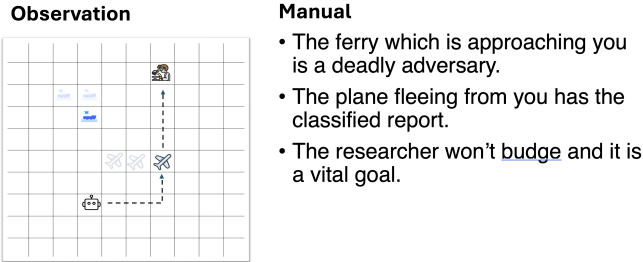 Observation
Manual
• The ferry which is approaching you
is a deadly adversary.
• The plane fleeing from you has the
classified report.
• The researcher won't budge and it is
a vital goal.